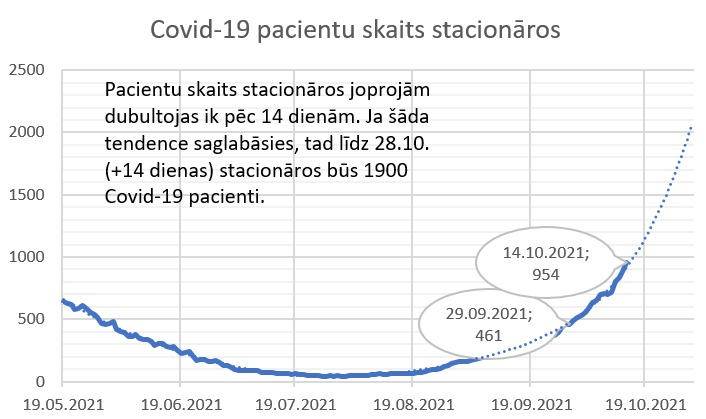 Covid-19 pacientu skaits stacionāros
2500
2000
1500
1000
500
0
Pacientu skaits stacionāros joprojām
dubultojas ik pēc 14 dienām. Ja šāda
tendence saglabāsies, tad līdz 28.10.
(+14 dienas) stacionāros būs 1900
Covid-19 pacienti.
14.10.2021;
954
29.09.2021;
461
19.05.2021
19.06.2021
19.07.2021
19.08.2021
19.09.2021
19.10.2021